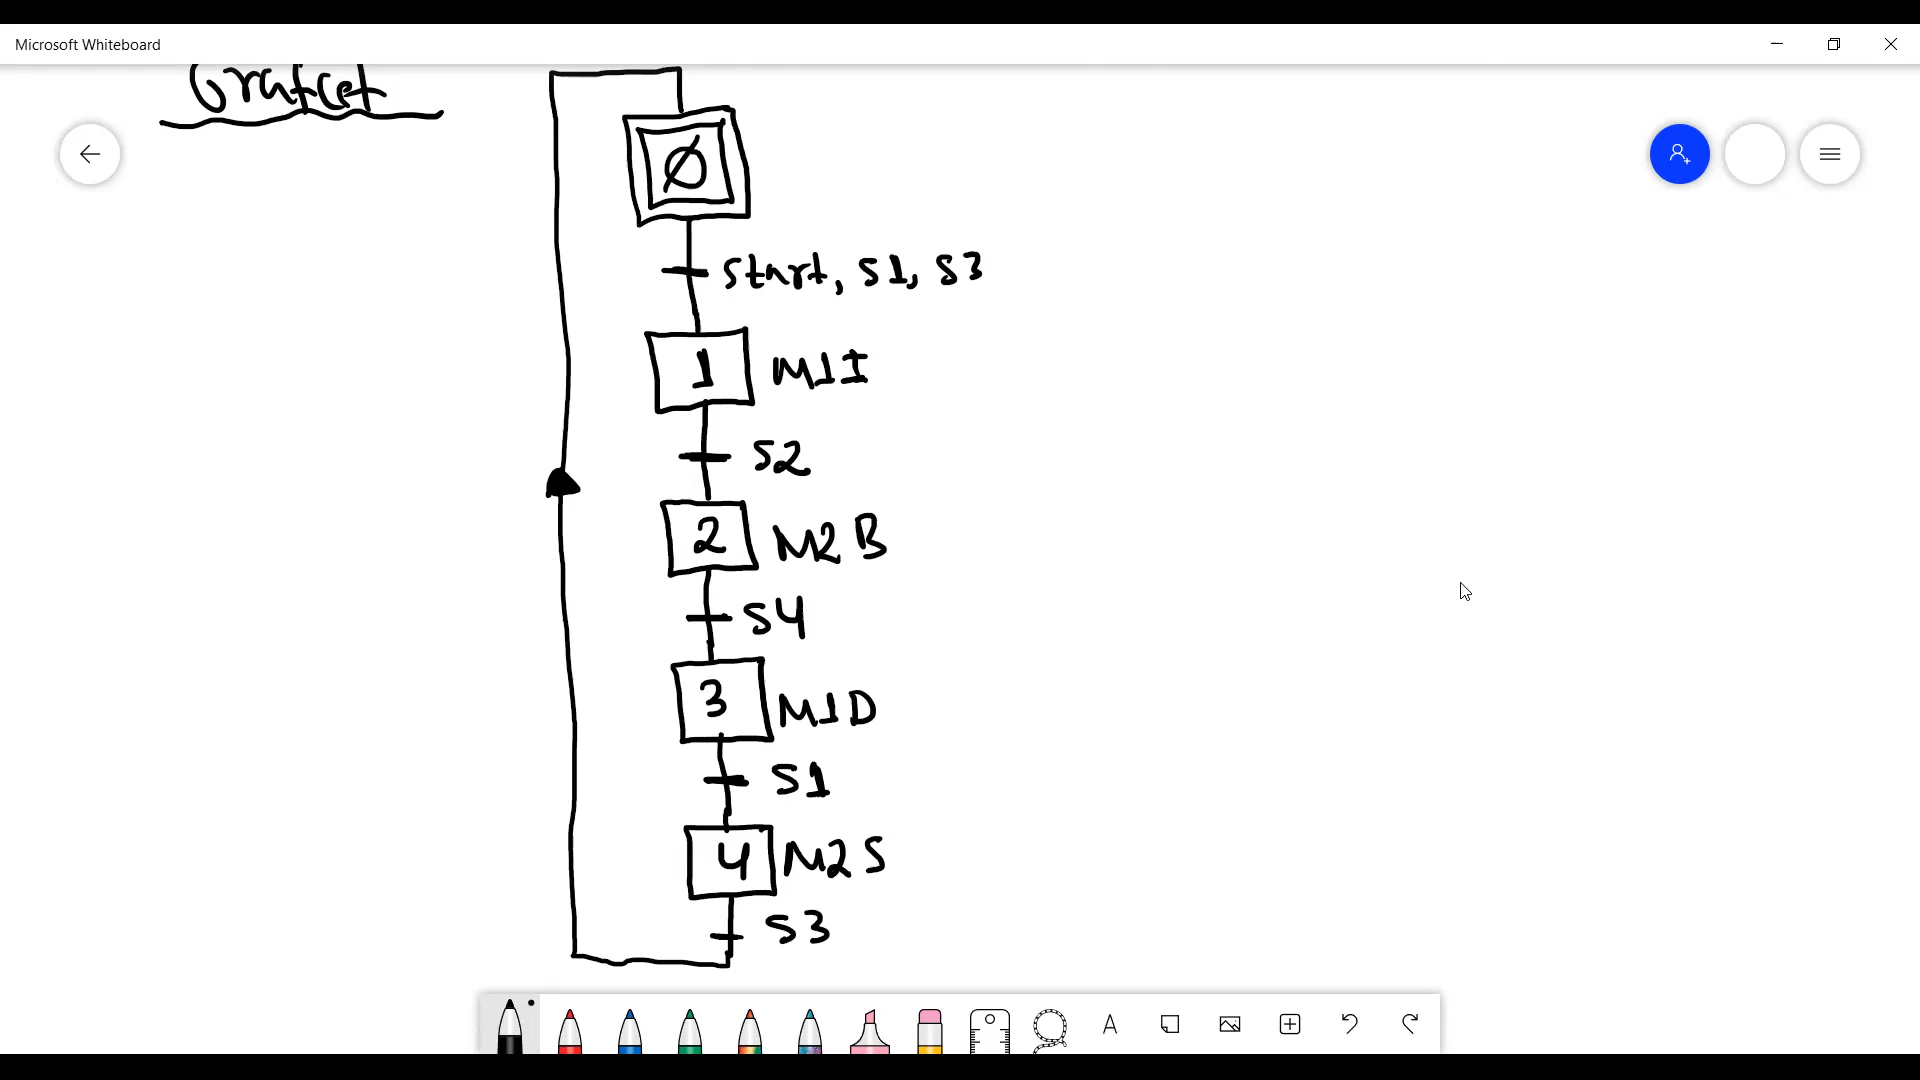 Microsoft Whiteboard
Grafcet
Ø
start, S1, S3
1 M1I
S2
2 M2B
S4
3 M1D
S1
4 M2S
S3
A